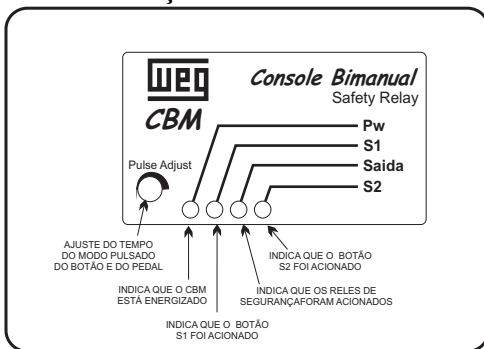 weg
Console Bimanual
Safety Relay
CBM
Pw
S1
Saida
S2
Pulse Adjust
AJUSTE DO TEMPO
DO MODO PULSADO
DO BOTÃO E DO PEDAL
INDICA QUE O CBM
ESTÁ ENERGIZADO
INDICA QUE O BOTÃO
S1 FOI ACIONADO
INDICA QUE OS RELES DE
SEGURANÇAFORAM ACIONADOS
INDICA QUE O BOTÃO
S2 FOI ACIONADO